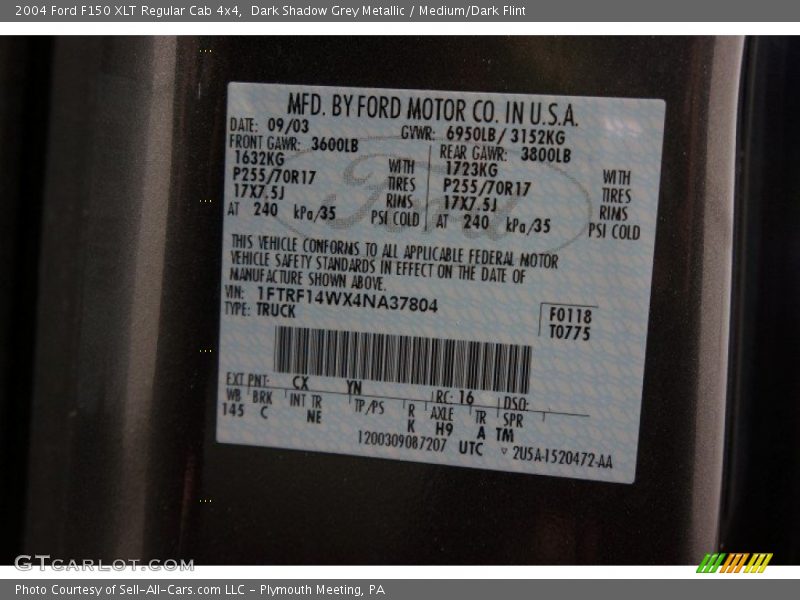 2004 Ford F150 XLT Regular Cab 4x4, Dark Shadow Grey Metallic / Medium/Dark Flint
MFD. BY FORD MOTOR CO. IN U.S.A.
DATE: 09/03 GVWR: 6950LB/ 3152KG
FRONT GAWR: 3600LB REAR GAWR: 3800LB
1632KG WITH 1723KG WITH
P255/70R17 TIRES P255/70R17 TIRES
17X7.5J RIMS 17X7.5J RIMS
AT 240 kPa/35 PSI COLD AT 240 kPa/35 PSI COLD
THIS VEHICLE CONFORMS TO ALL APPLICABLE FEDERAL MOTOR
VEHICLE SAFETY STANDARDS IN EFFECT ON THE DATE OF
MANUFACTURE SHOWN ABOVE.
VIN: 1FTRF14WX4NA37804 F0118
TYPE: TRUCK T0775
EXT PNT: CX YN RC: 16 DSO:
WB BRK INT TR TP/PS R AXLE TR SPR
145 C NE K H9 A TM
1200309087207 UTC ▽ 2U5A-1520472-AA
Ford
GTCARLOT.COM
Photo Courtesy of Sell-All-Cars.com LLC - Plymouth Meeting, PA